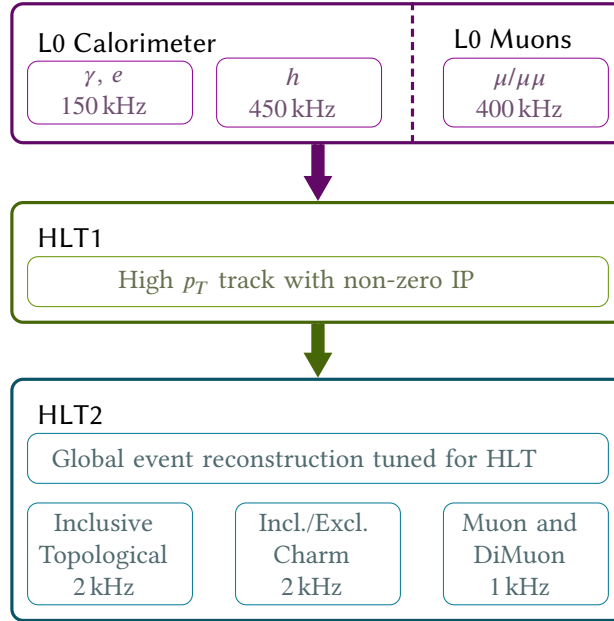 L0 Calorimeter
L0 Muons
γ, e
150 kHz
h
450 kHz
μ/μμ
400 kHz
HLT1
High p_T track with non-zero IP
HLT2
Global event reconstruction tuned for HLT
Inclusive
Topological
2 kHz
Incl./Excl.
Charm
2 kHz
Muon and
DiMuon
1 kHz